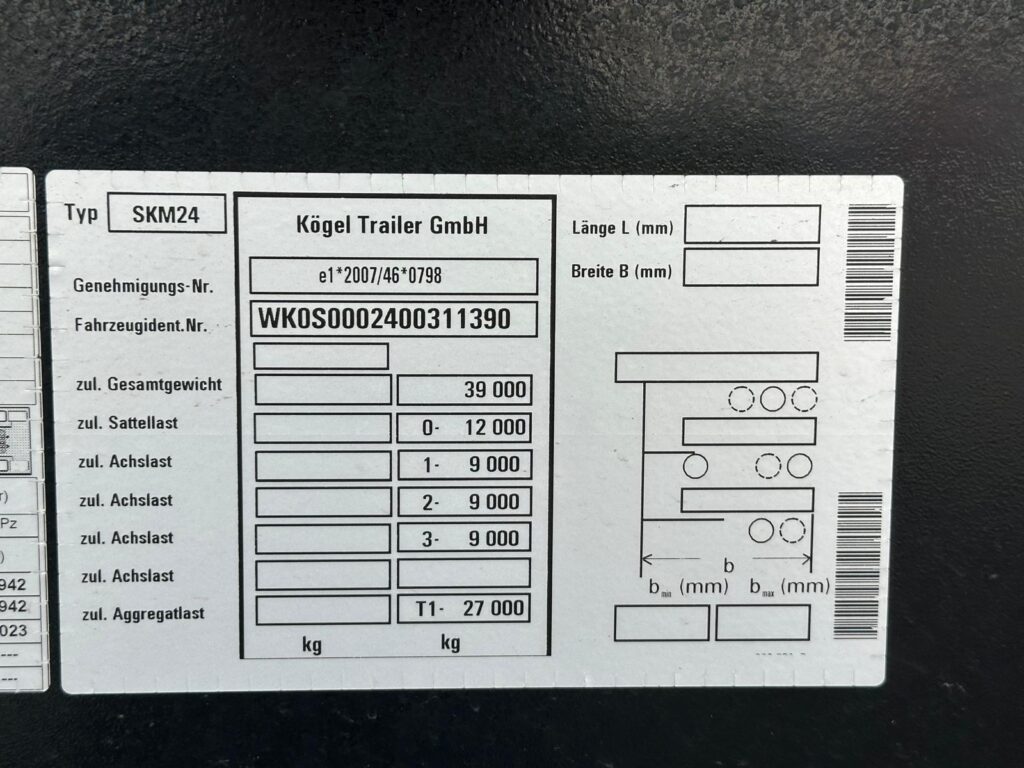 Typ SKM24
Kögel Trailer GmbH
Genehmigungs-Nr. e1*2007/46*0798
Fahrzeugident.Nr. WK0S0002400311390
zul. Gesamtgewicht 39 000
zul. Sattellast 0- 12 000
zul. Achslast 1- 9 000
zul. Achslast 2- 9 000
zul. Achslast 3- 9 000
zul. Achslast
zul. Aggregatlast T1- 27 000
kg kg
Länge L (mm)
Breite B (mm)
b
b min (mm) b max (mm)
r)
Pz
)
942
942
023
---
---